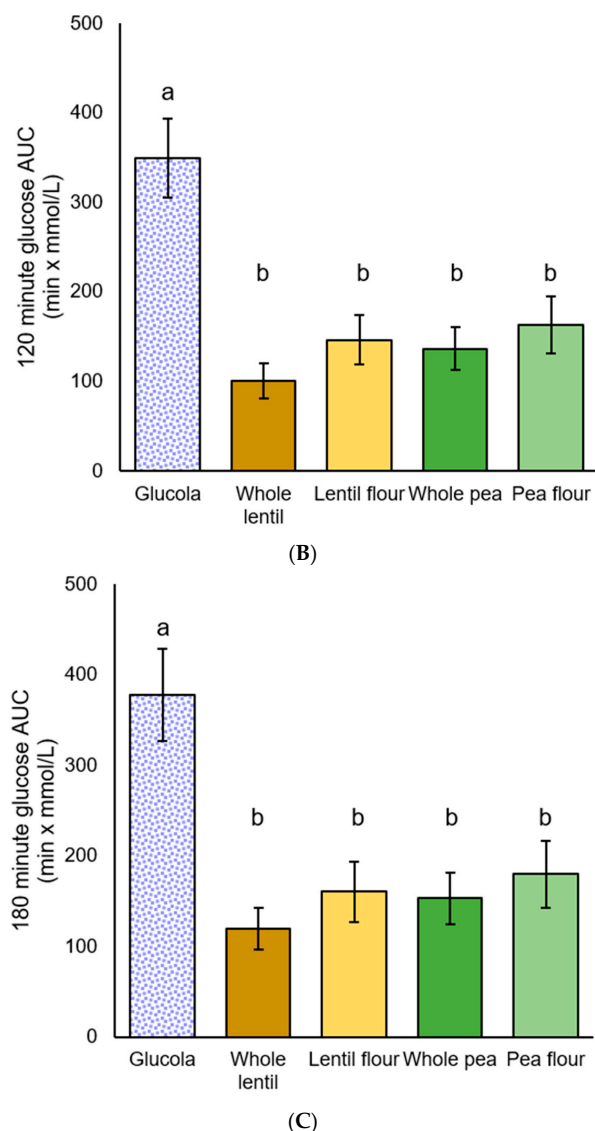 500
400
300
200
100
0
120 minute glucose AUC
(min x mmol/L)
a
b
b
b
b
Glucola
Whole
lentil
Lentil flour
Whole pea
Pea flour
(B)
500
400
300
200
100
0
180 minute glucose AUC
(min x mmol/L)
a
b
b
b
b
Glucola
Whole
lentil
Lentil flour
Whole pea
Pea flour
(C)